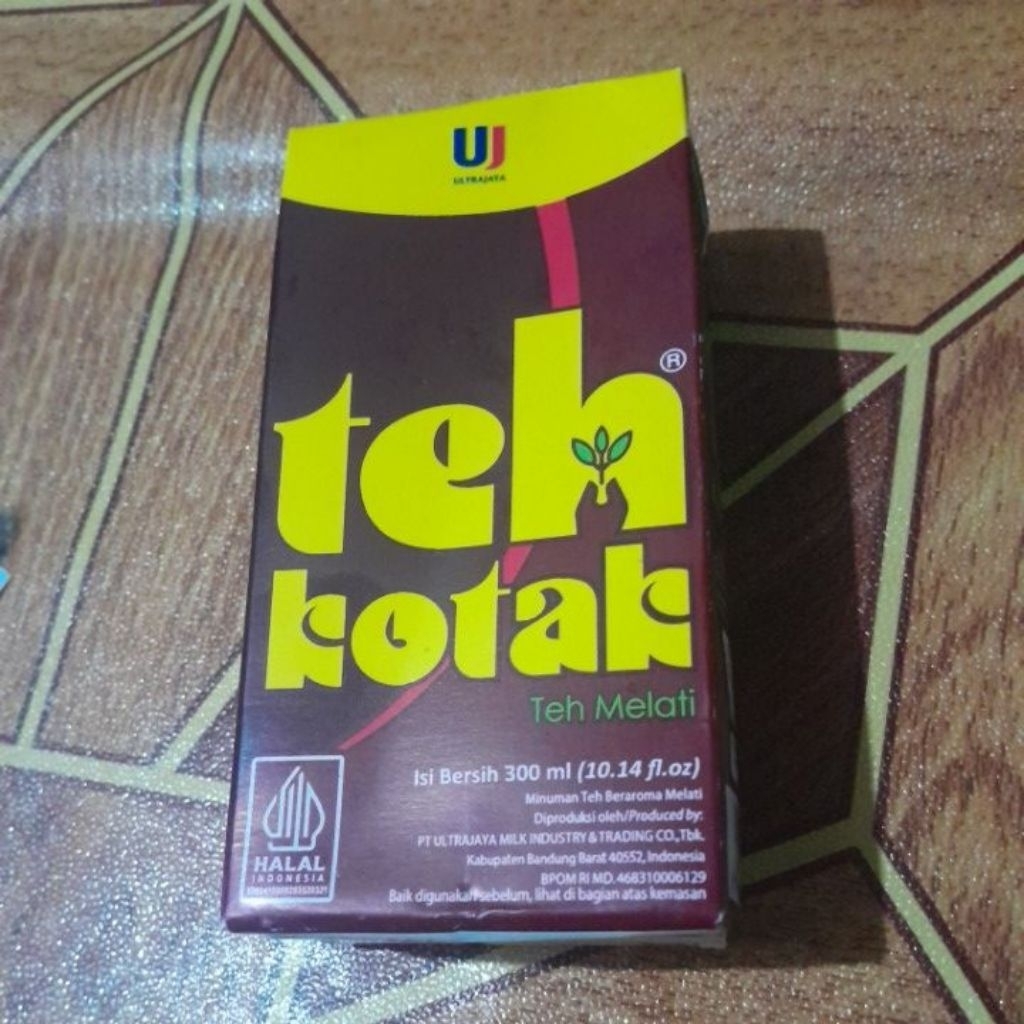 UJ
ULTRAJAYA
teh
®
kotak
Teh Melati
Isi Bersih 300 ml (10.14 fl.oz)
Minuman Teh Beraroma Melati
Diproduksi oleh/Produced by:
PT ULTRAJAYA MILK INDUSTRY & TRADING CO.,Tbk.
Kabupaten Bandung Barat 40552, Indonesia
BPOM RI MD. 468310006129
Baik digunakan sebelum, lihat di bagian atas kemasan
HALAL
INDONESIA